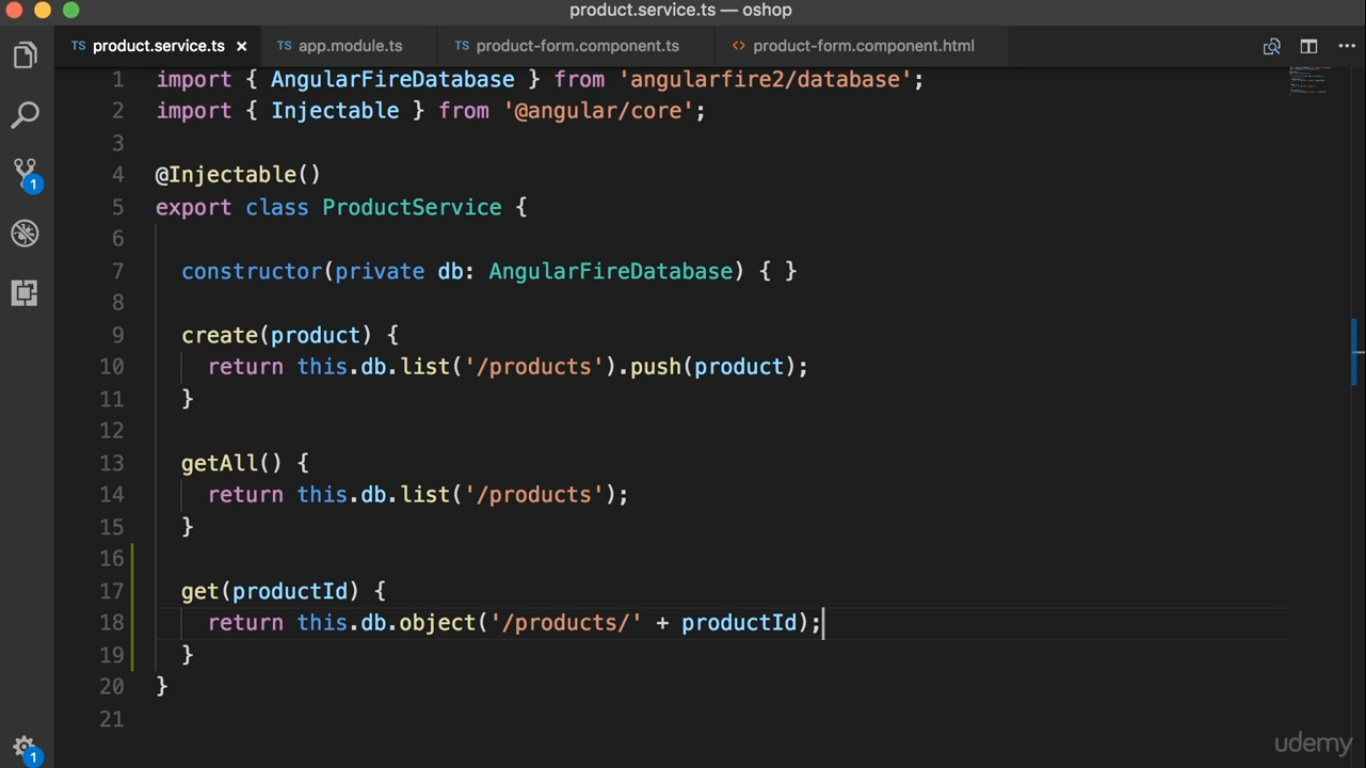 product.service.ts — oshop
TS product.service.ts × TS app.module.ts TS product-form.component.ts <> product-form.component.html ...
1 import { AngularFireDatabase } from 'angularfire2/database';
2 import { Injectable } from '@angular/core';
3
4 @Injectable()
5 export class ProductService {
6
7   constructor(private db: AngularFireDatabase) { }
8
9   create(product) {
10     return this.db.list('/products').push(product);
11   }
12
13   getAll() {
14     return this.db.list('/products');
15   }
16
17   get(productId) {
18     return this.db.object('/products/' + productId);
19   }
20 }
21
1
1
udemy